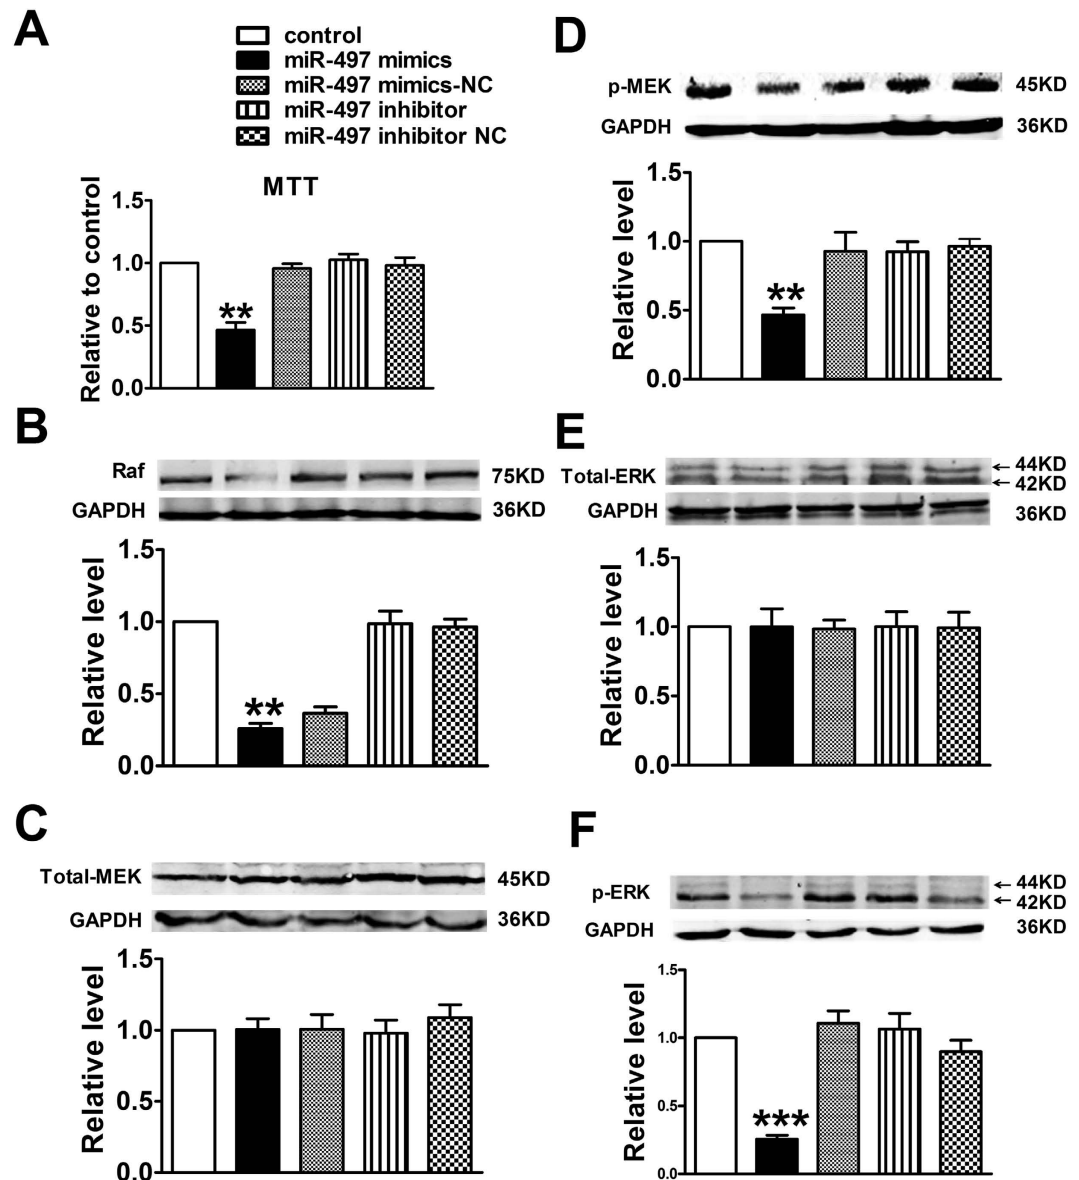 A
control
miR-497 mimics
miR-497 mimics-NC
miR-497 inhibitor
miR-497 inhibitor NC
MTT
Relative to control
1.5
1.0
0.5
0.0
**
B
Raf
75KD
GAPDH
36KD
Relative level
1.5
1.0
0.5
0.0
**
C
Total-MEK
45KD
GAPDH
36KD
Relative level
1.5
1.0
0.5
0.0
D
p-MEK
45KD
GAPDH
36KD
Relative level
1.5
1.0
0.5
0.0
**
E
Total-ERK
←44KD
←42KD
GAPDH
36KD
Relative level
1.5
1.0
0.5
0.0
F
p-ERK
←44KD
←42KD
GAPDH
36KD
Relative level
1.5
1.0
0.5
0.0
***